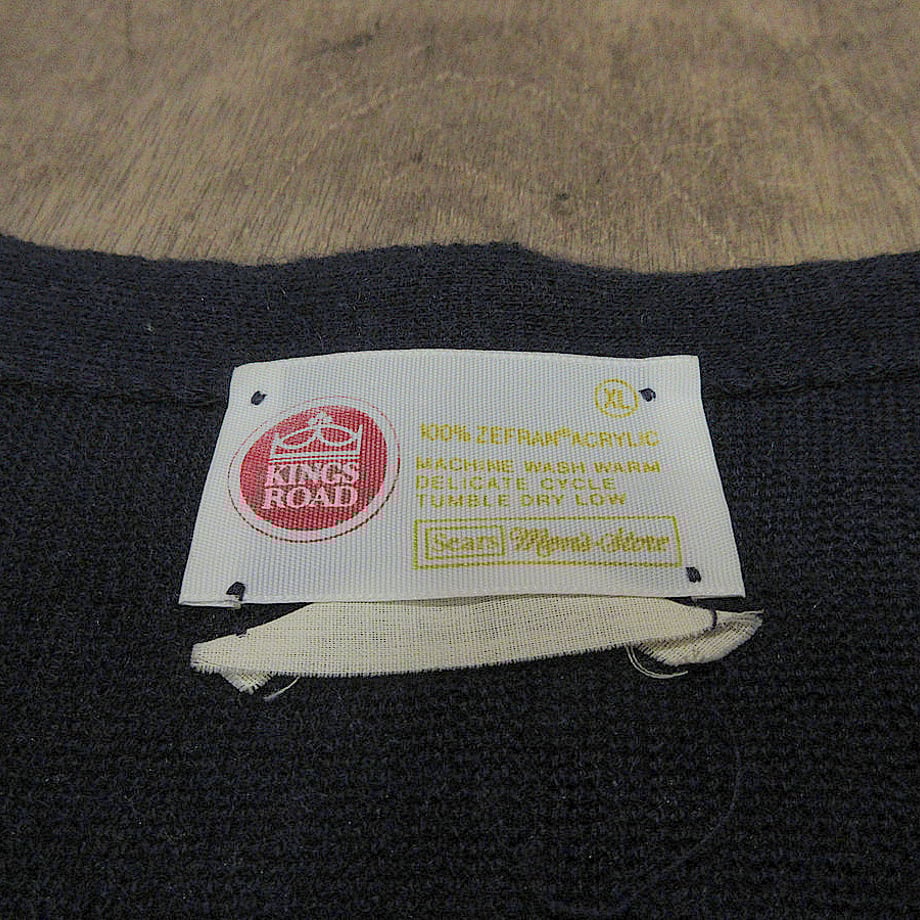 KINGS
ROAD
XL
100% ZEFRAN® ACRYLIC
MACHINE WASH WARM
DELICATE CYCLE
TUMBLE DRY LOW
Sears Men's Store